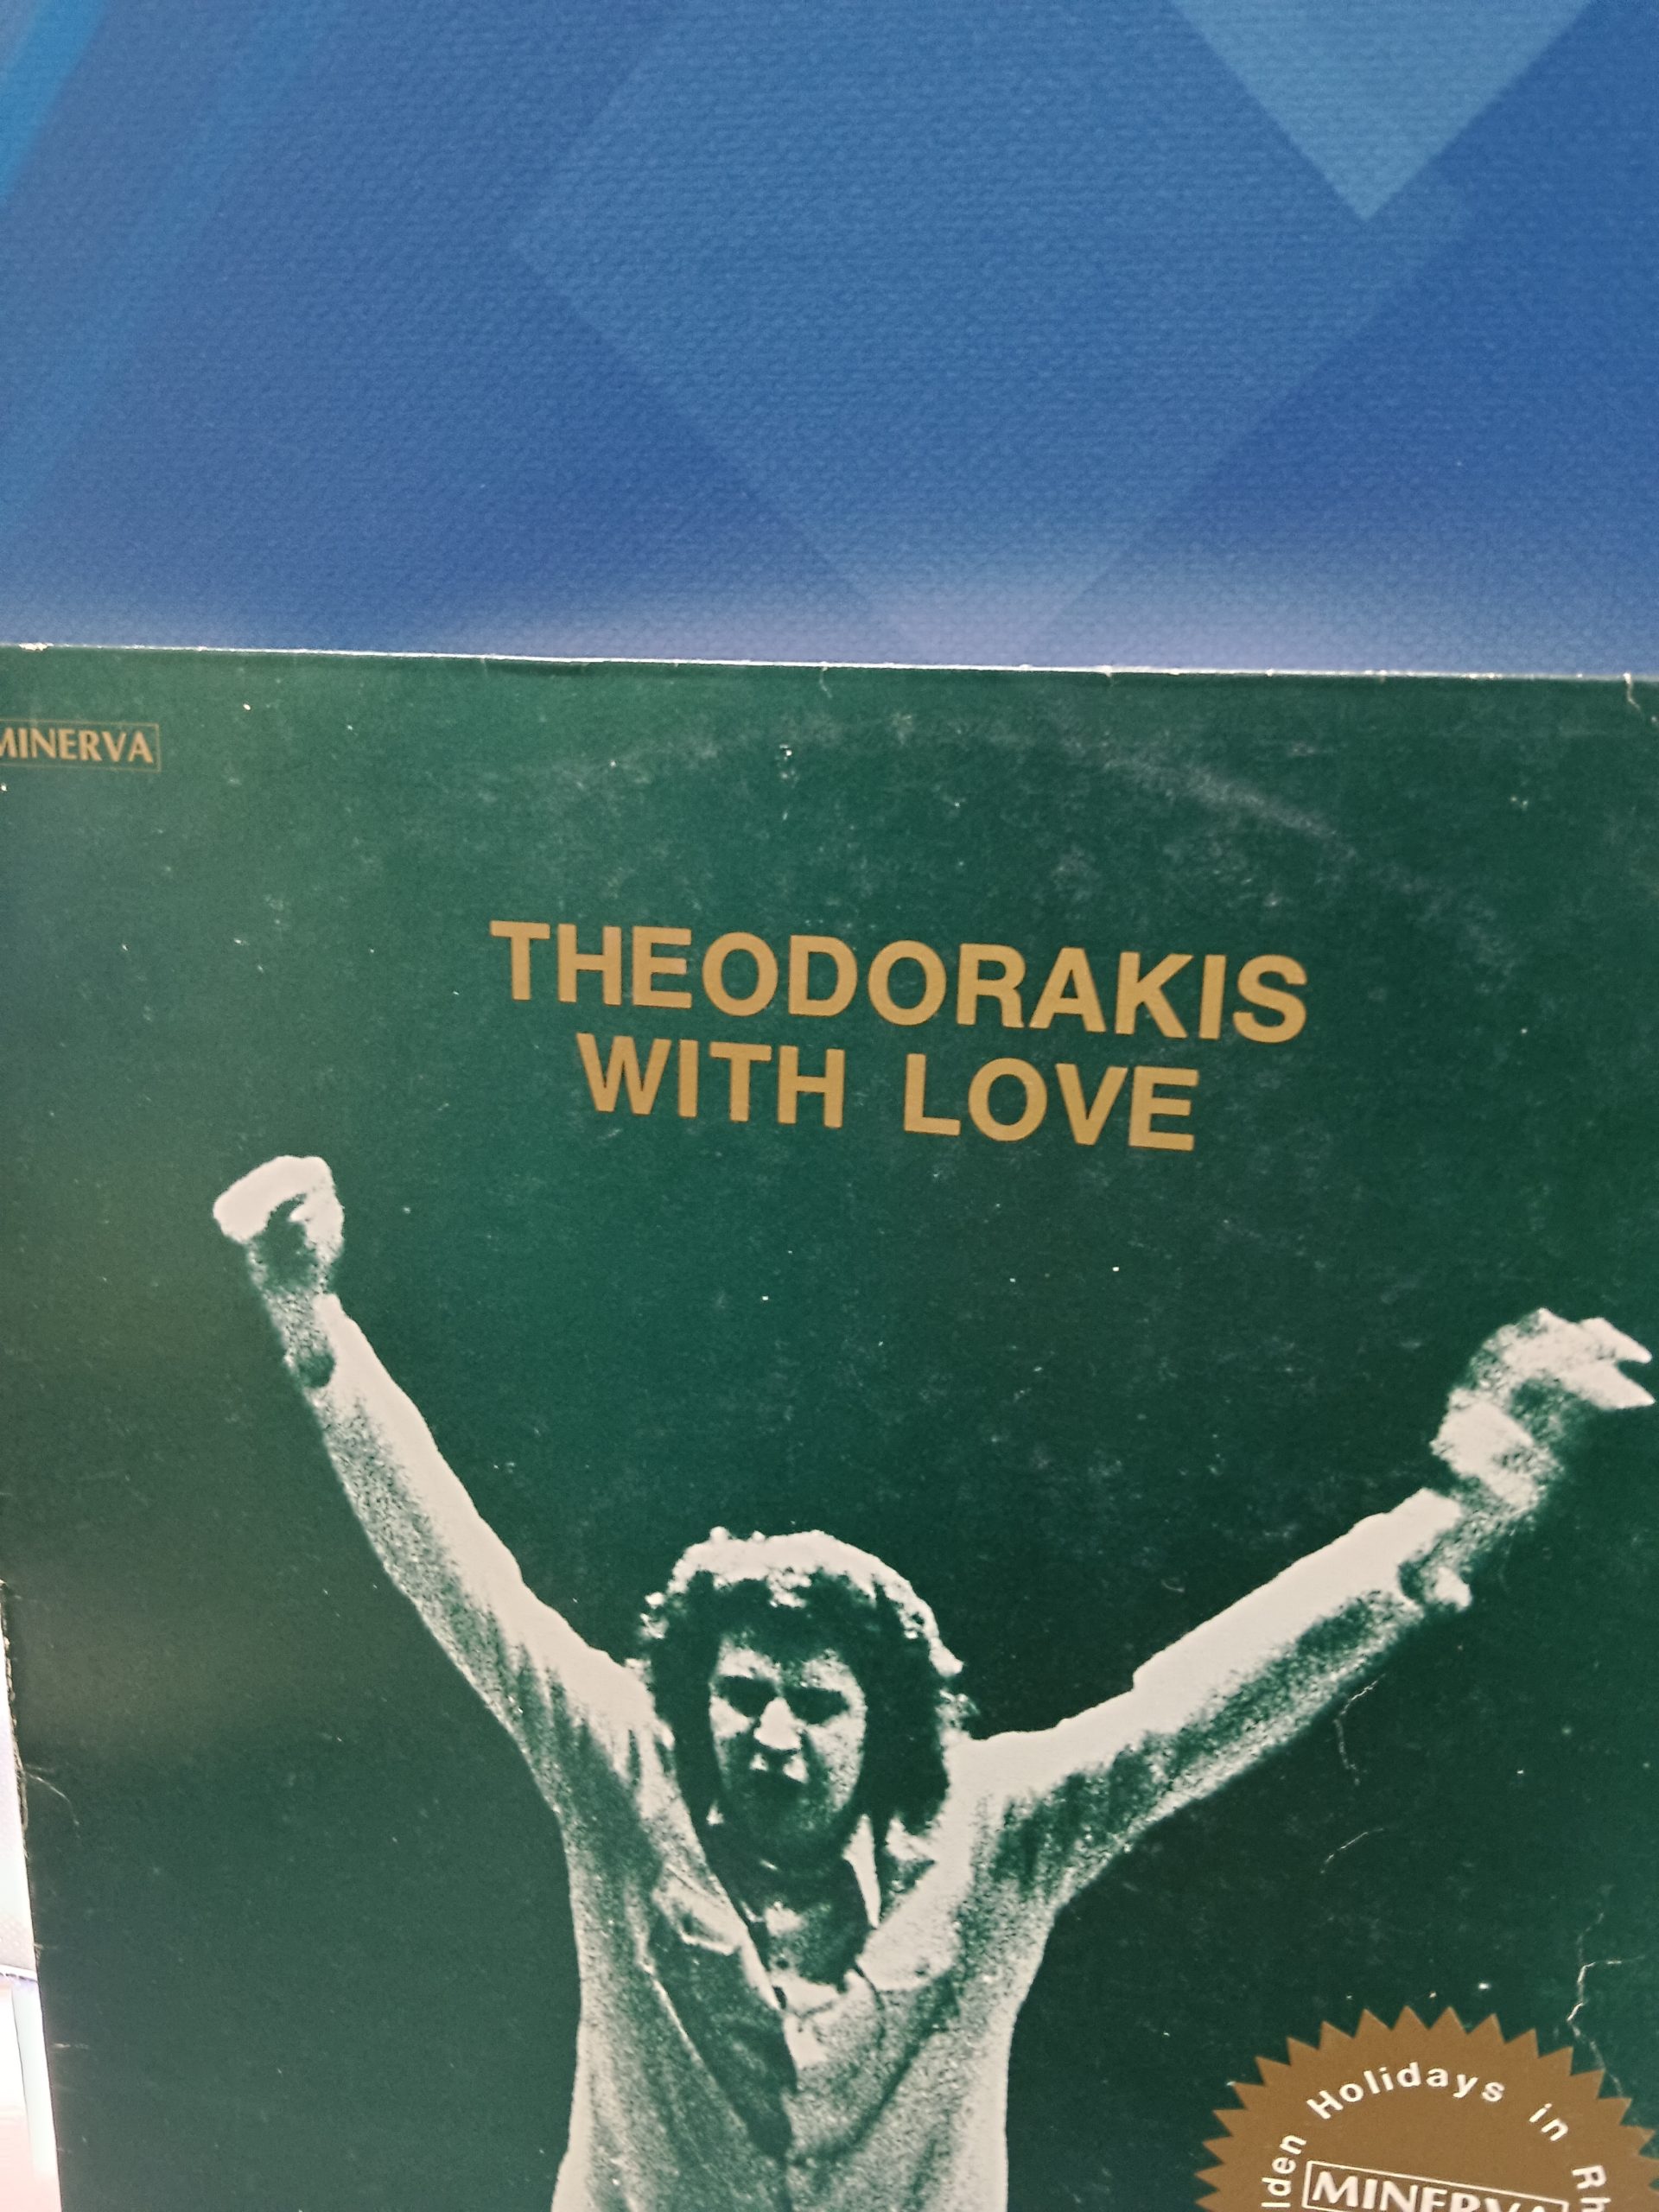 MINERVA
THEODORAKIS
WITH LOVE
Holidays in
MINERVA